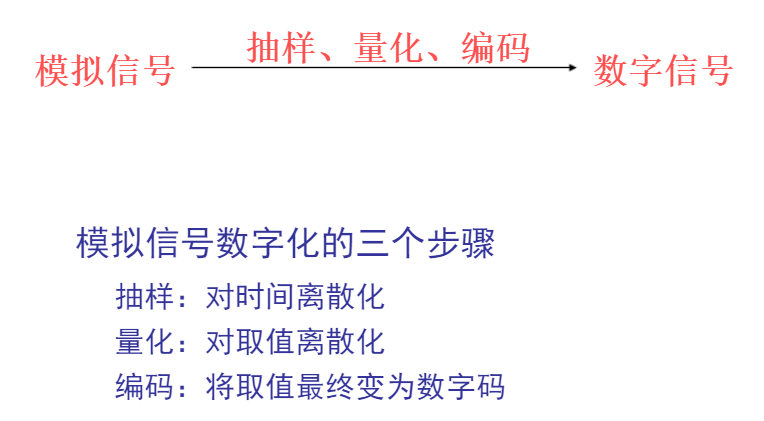 抽样、量化、编码
模拟信号
数字信号
模拟信号数字化的三个步骤
抽样：对时间离散化
量化：对取值离散化
编码：将取值最终变为数字码